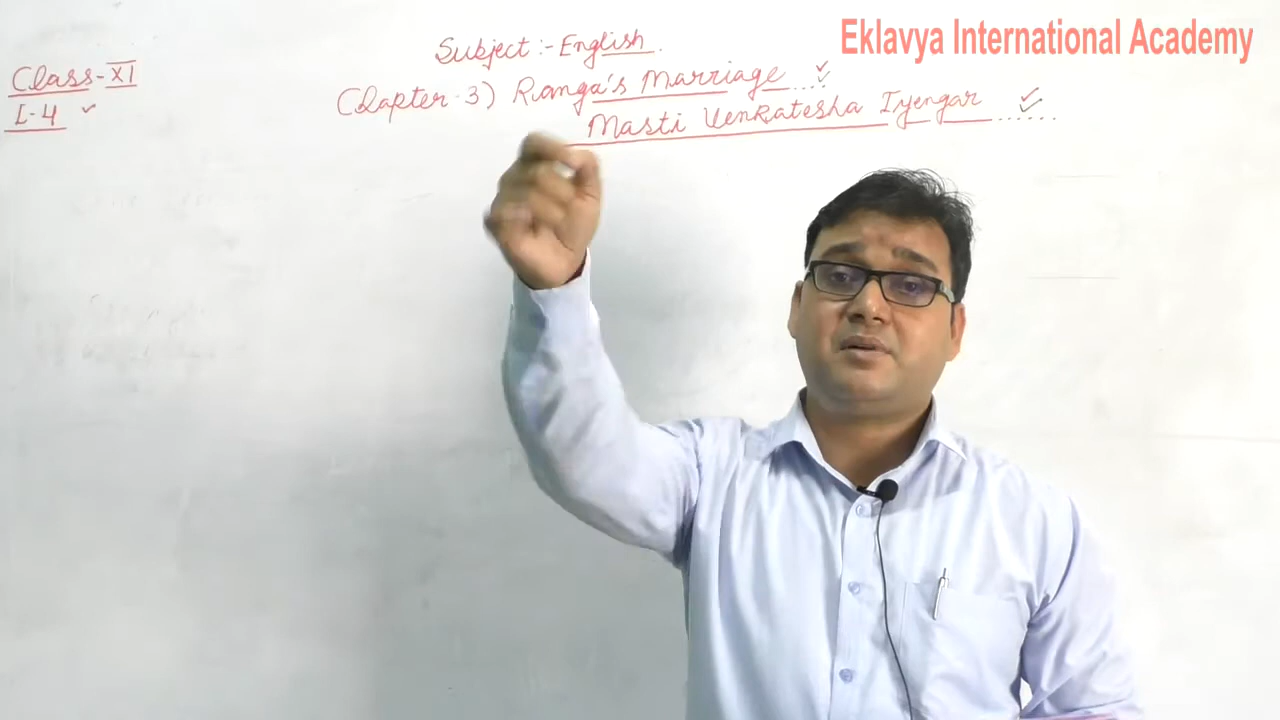 Eklavya International Academy
Subject :- English.
Class - XI
L-4
Chapter-3) Ranga's Marriage
Masti Venkatesha Iyengar